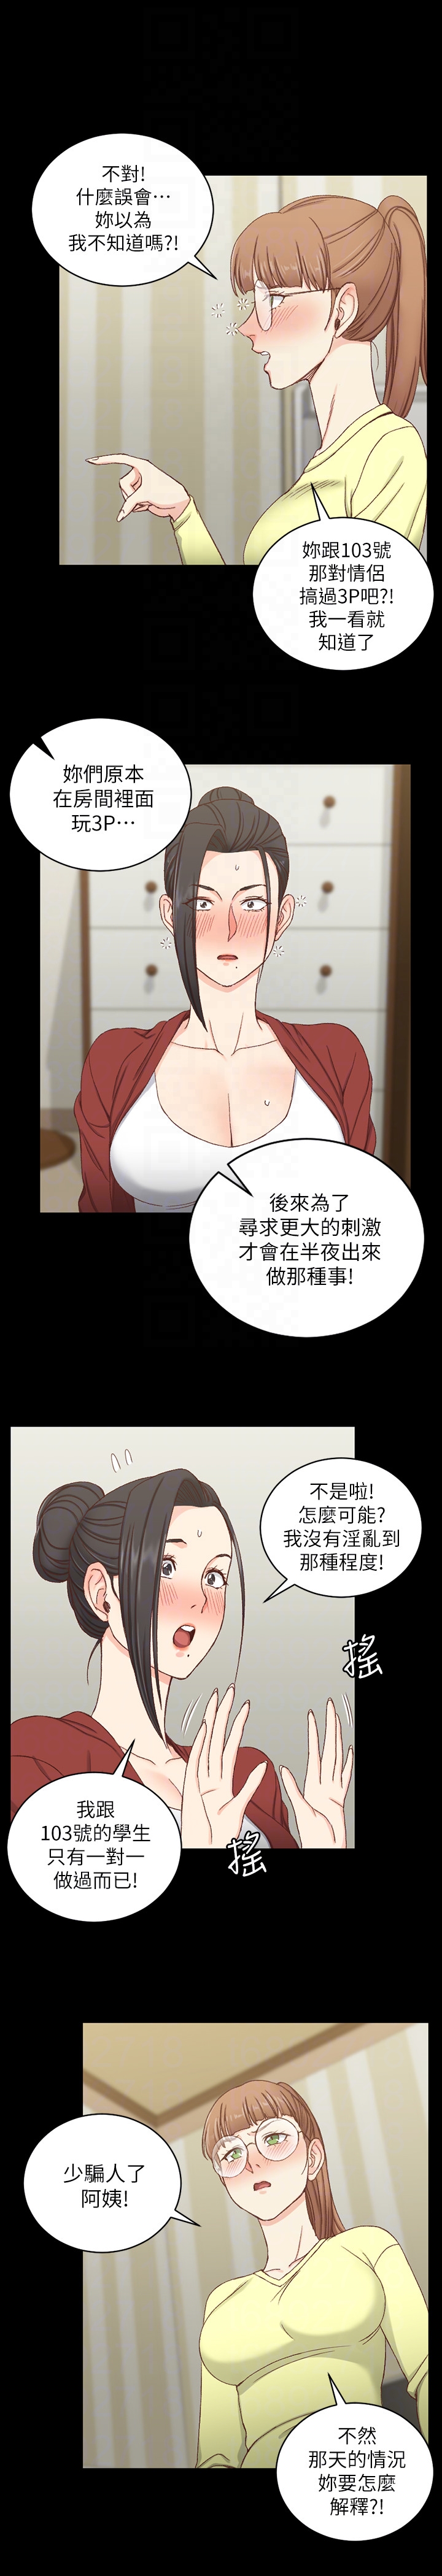 不對!
什麼誤會⋯
妳以為
我不知道嗎?!
妳跟103號
那對情侶
搞過3P吧?!
我一看就
知道了
妳們原本
在房間裡面
玩3P⋯
後來為了
尋求更大的刺激
才會在半夜出來
做那種事!
不是啦!
怎麼可能?
我沒有淫亂到
那種程度!
搖
我跟
103號的學生
只有一對一
做過而已!
搖
少騙人了
阿姨!
不然
那天的情況
妳要怎麼
解釋?!